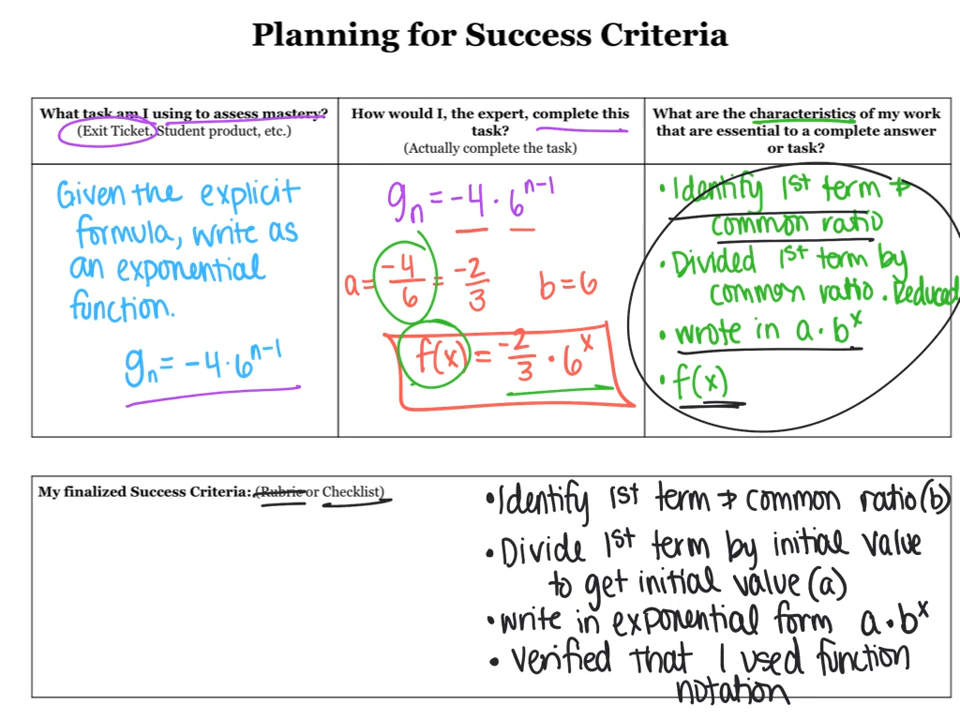 Planning for Success Criteria
What task am I using to assess mastery?
(Exit Ticket, Student product, etc.)
How would I, the expert, complete this
task?
(Actually complete the task)
What are the characteristics of my work
that are essential to a complete answer
or task?
Given the explicit
formula, write as
an exponential
function.
gₙ = -4 · 6ⁿ⁻¹
gₙ = -4 · 6ⁿ⁻¹
a = -4/6 = -2/3 b = 6
f(x) = -2/3 · 6ˣ
• Identify 1st term +
common ratio
• Divided 1st term by
common ratio. Reduced
• wrote in a · bˣ
• f(x)
My finalized Success Criteria: (Rubric or Checklist)
• Identify 1st term + common ratio (b)
• Divide 1st term by initial value
to get initial value (a)
• write in exponential form a · bˣ
• Verified that I used function
notation